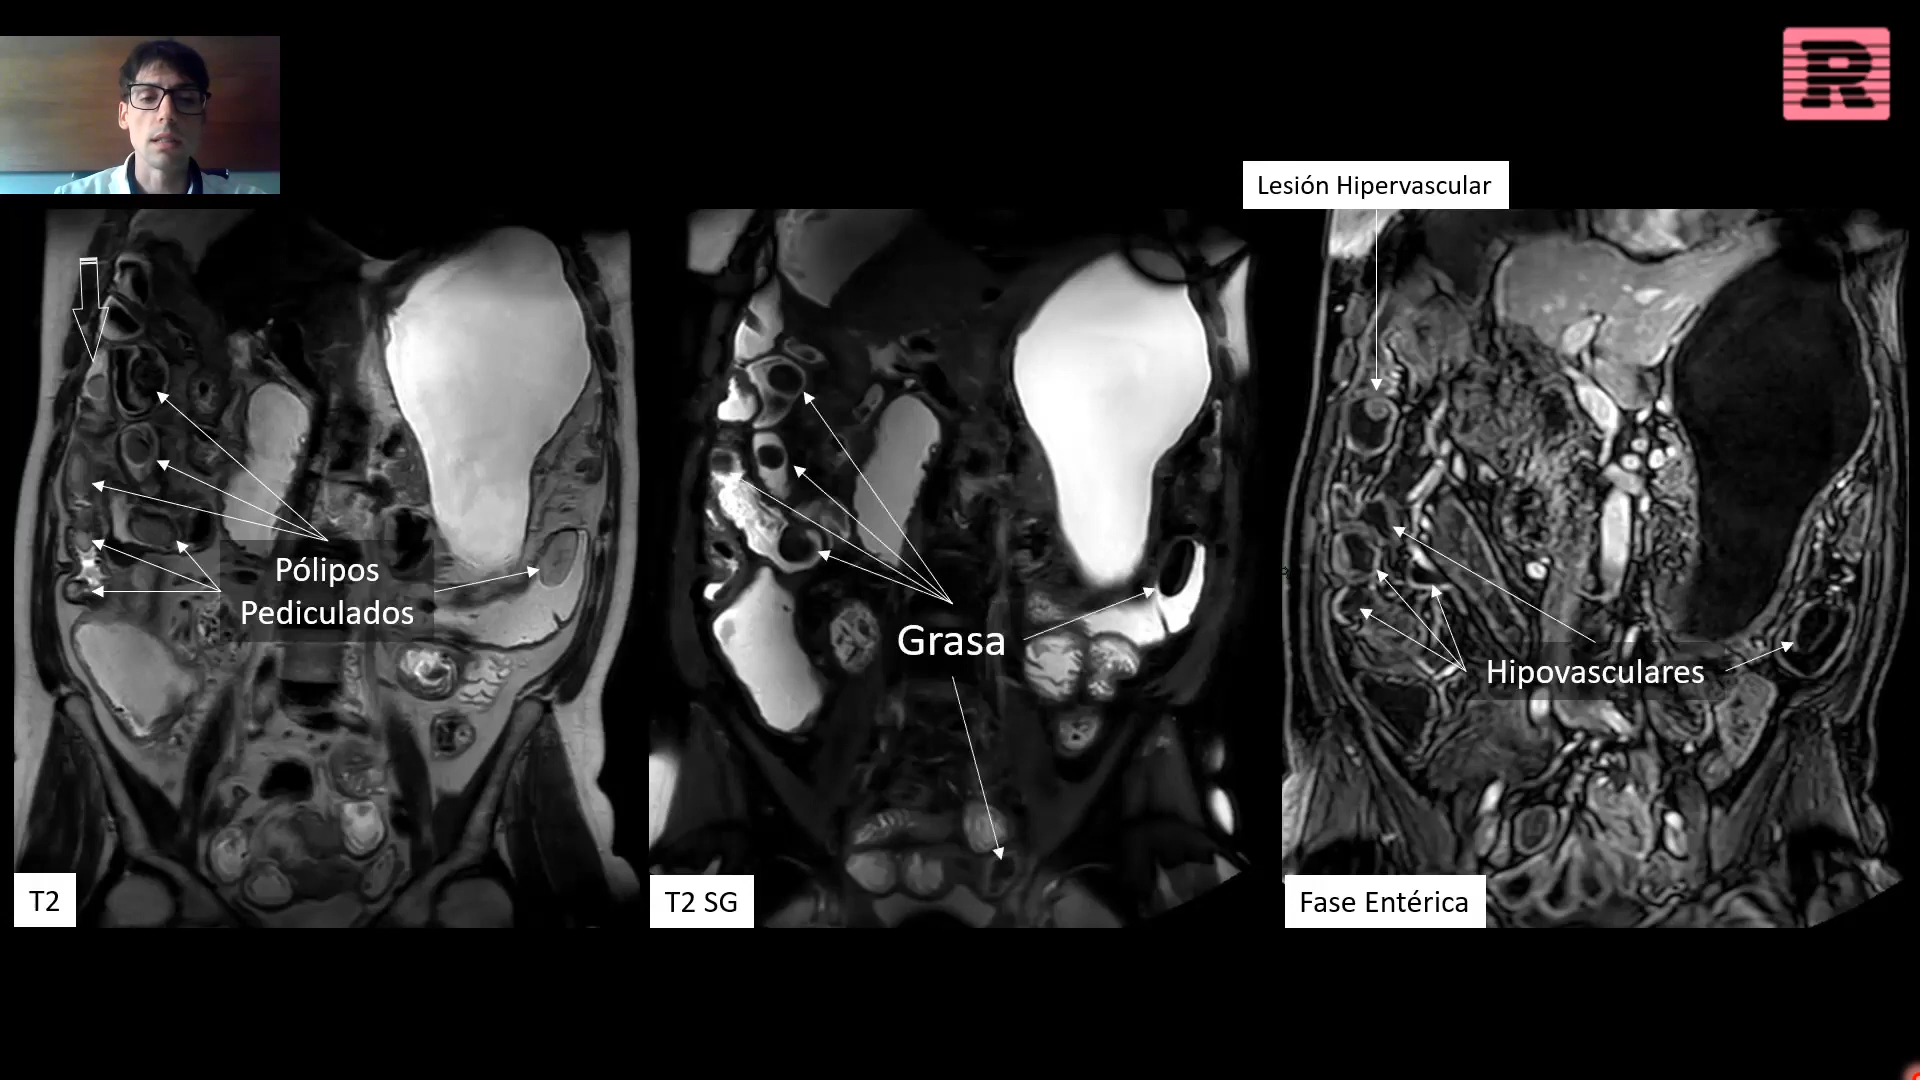 R
Lesión Hipervascular
Pólipos
Pediculados
Grasa
Hipovasculares
T2
T2 SG
Fase Entérica